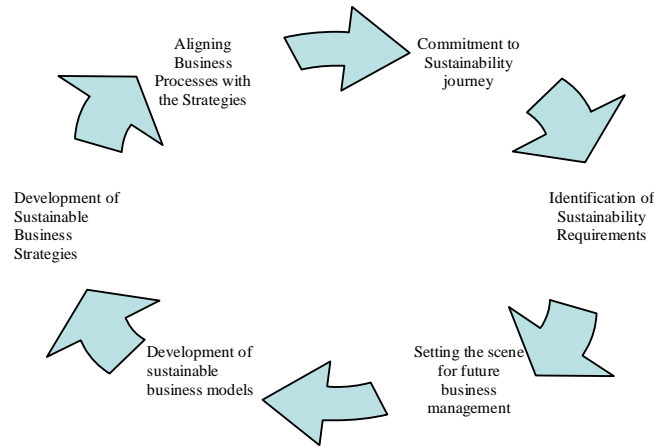 Aligning
Business
Processes with
the Strategies
Commitment to
Sustainability
journey
Identification of
Sustainability
Requirements
Setting the scene
for future
business
management
Development of
sustainable
business models
Development of
Sustainable
Business
Strategies